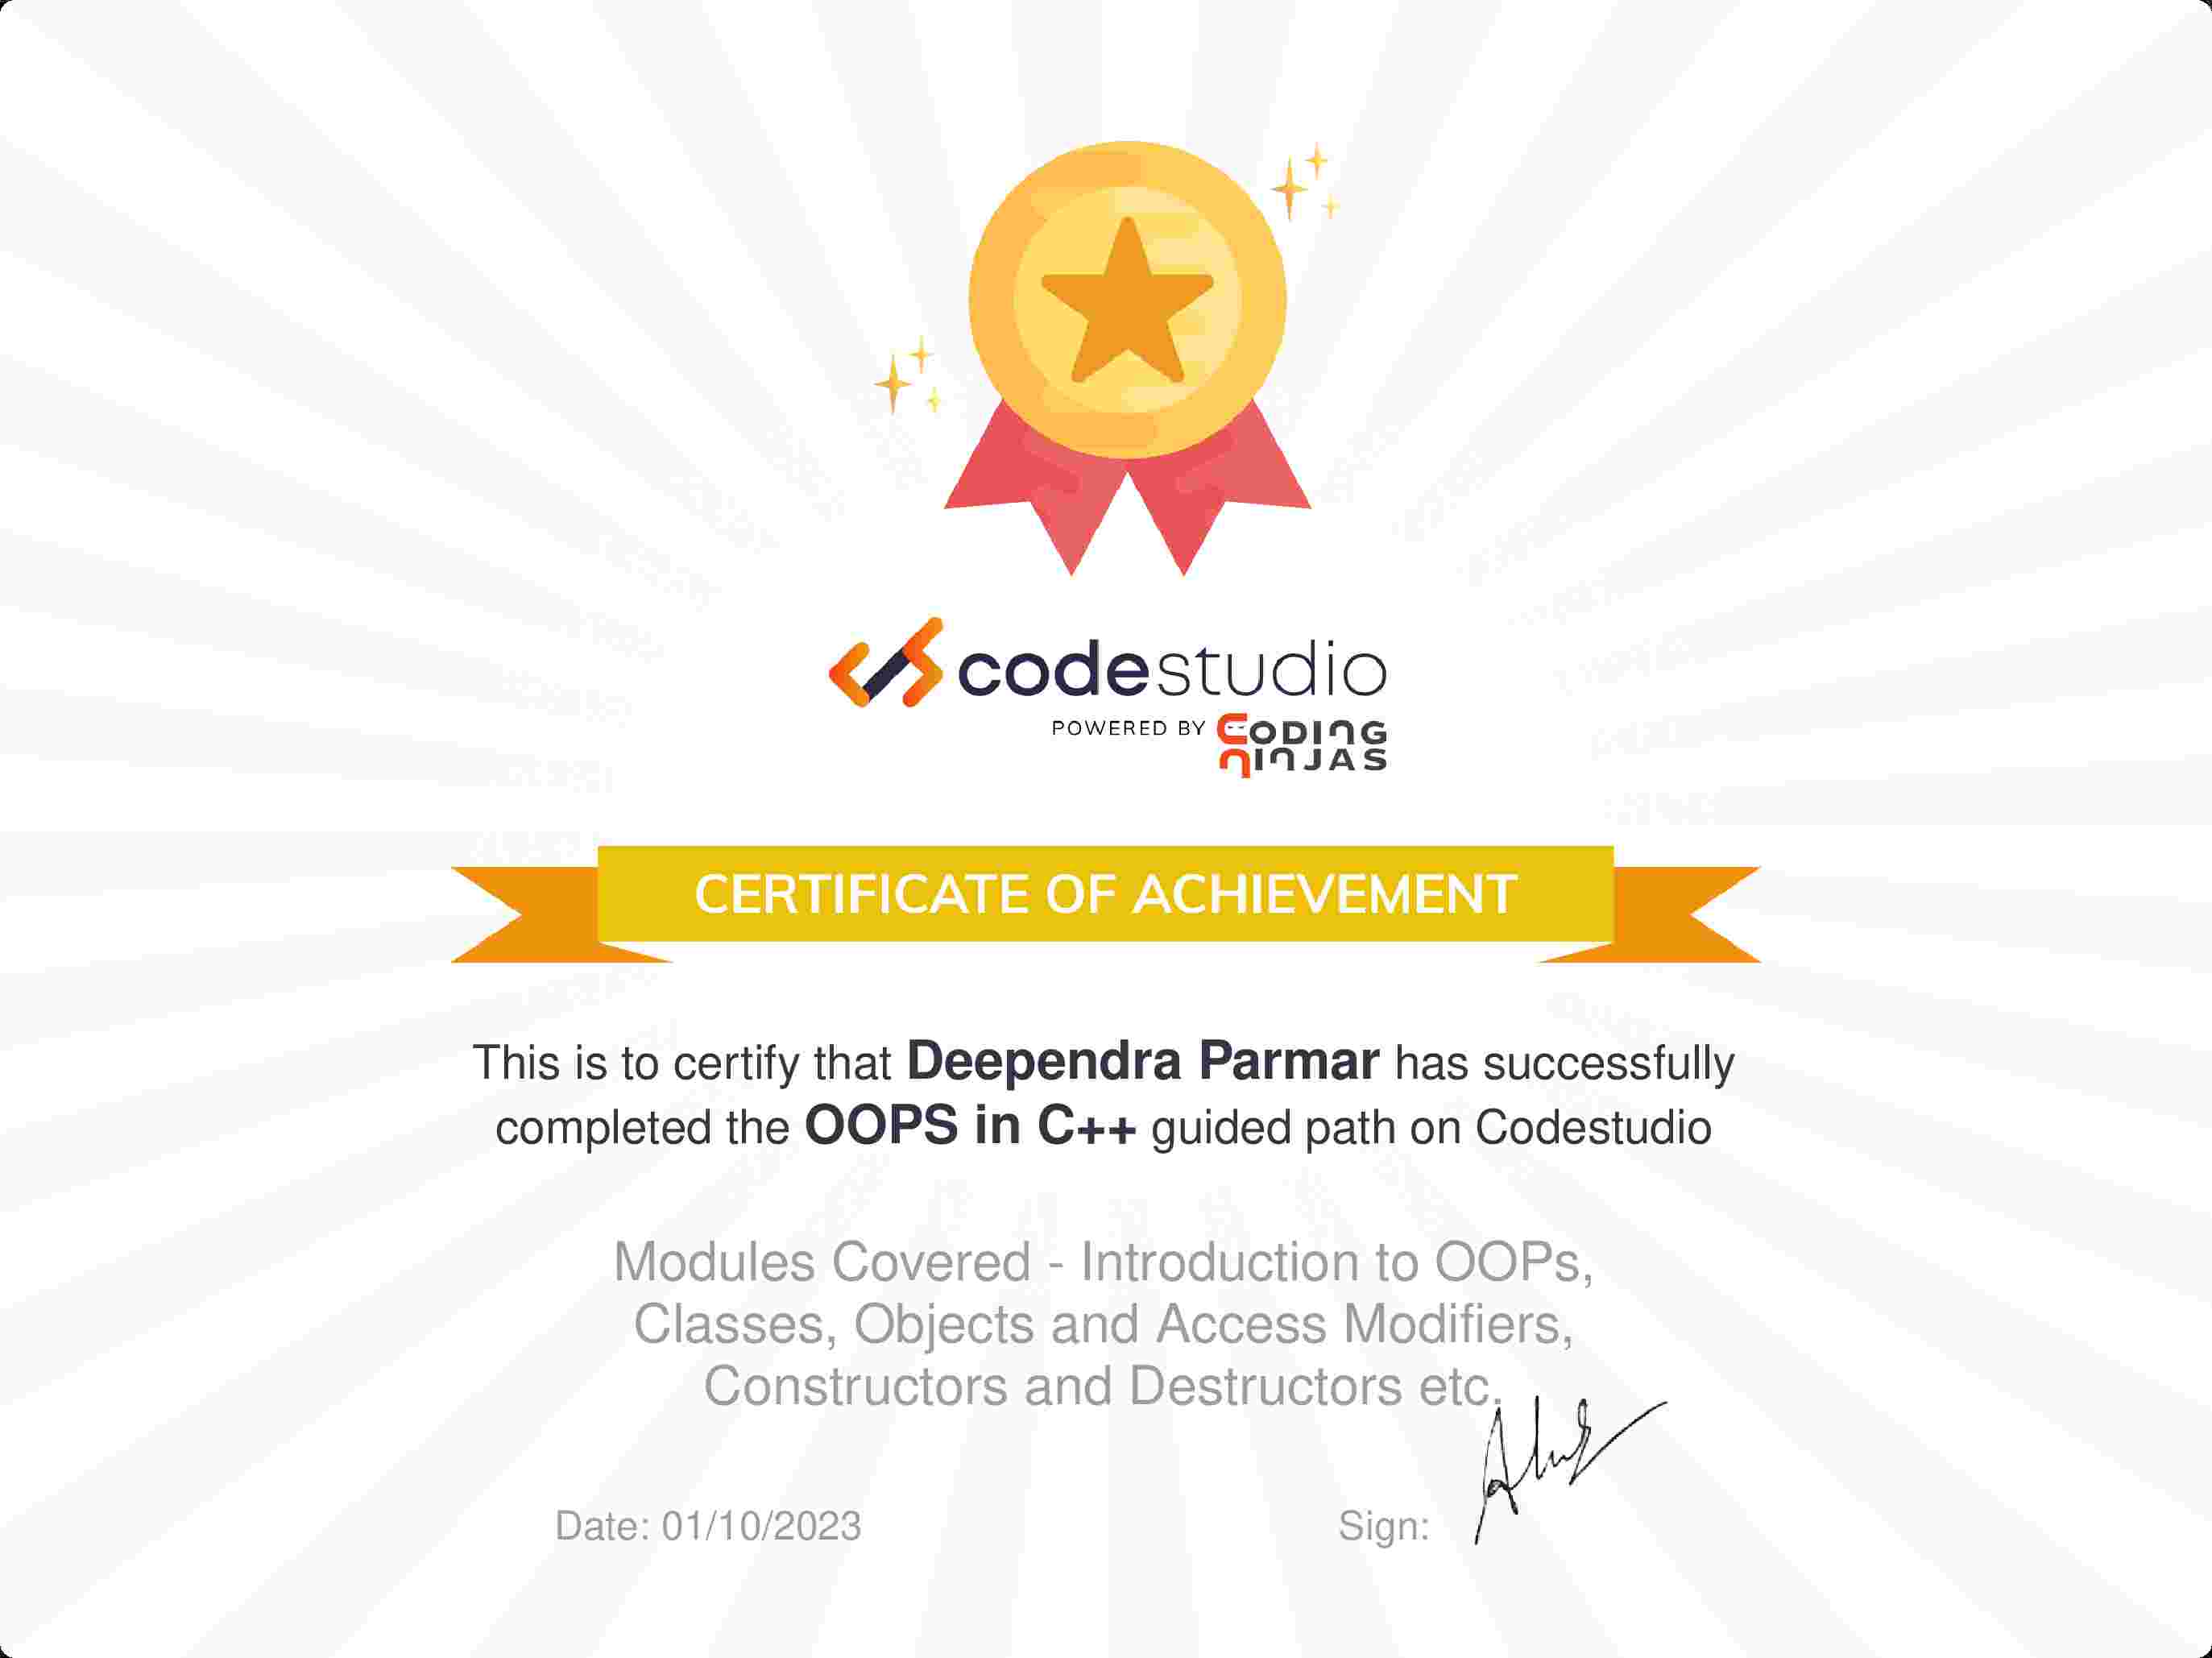 codestudio
POWERED BY CODING NINJAS
CERTIFICATE OF ACHIEVEMENT
This is to certify that Deependra Parmar has successfully
completed the OOPS in C++ guided path on Codestudio
Modules Covered - Introduction to OOPs,
Classes, Objects and Access Modifiers,
Constructors and Destructors etc.
Date: 01/10/2023
Sign: